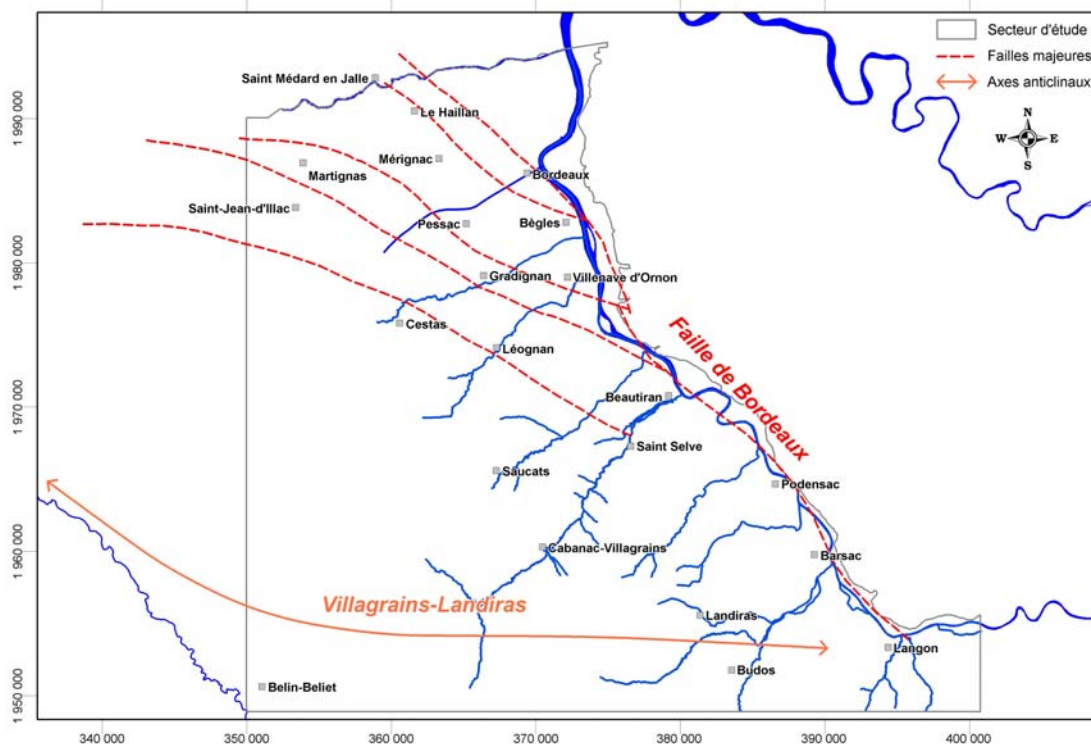 Secteur d'étude
Failles majeures
Axes anticlinaux
N
W E
S
Saint Médard en Jalle
Le Haillan
Mérignac
Martignas
Bordeaux
Saint-Jean-d'Illac
Pessac
Bègles
Gradignan
Villenave d'Ornon
Cestas
Léognan
Faille de Bordeaux
Beautiran
Saint Selve
Saucats
Podensac
Cabanac-Villagrains
Barsac
Villagrains-Landiras
Landiras
Langon
Budos
Belin-Beliet
1 990 000
1 980 000
1 970 000
1 960 000
1 950 000
340 000 350 000 360 000 370 000 380 000 390 000 400 000